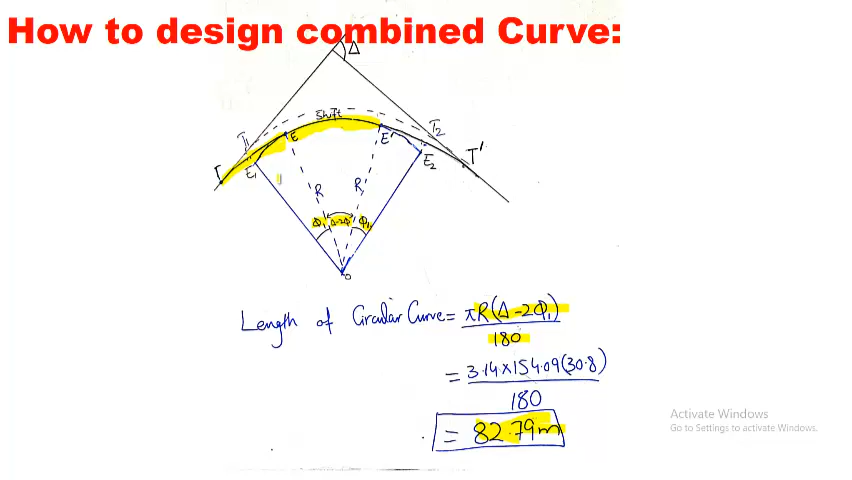 How to design combined Curve:
Δ
Shift
T₁
T₂
E
E'
T
E₁
E₂
T'
R
R'
Φ₁ Δ-2Φ Φ₁
O
Length of Circular Curve = πR(Δ-2Φ₁)
180
= 3.14×154.09(30.8)
180
= 82.79m
Activate Windows
Go to Settings to activate Windows.